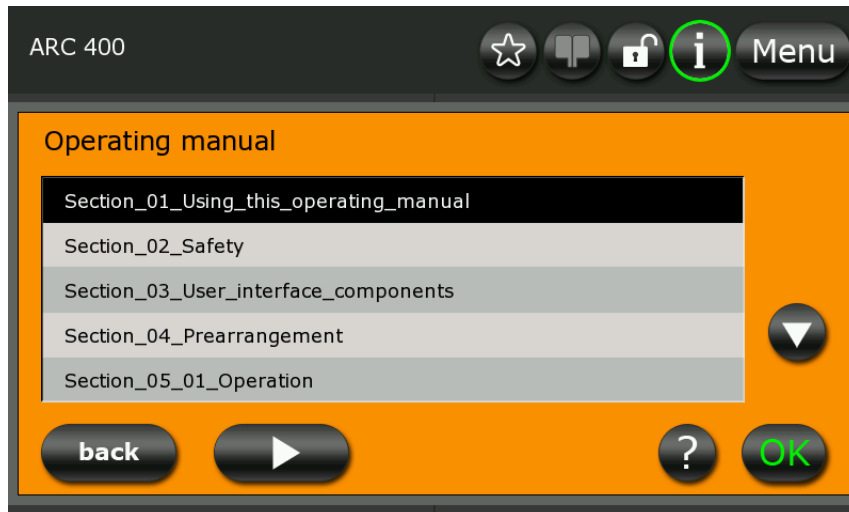 ARC 400
i
Menu
Operating manual
Section_01_Using_this_operating_manual
Section_02_Safety
Section_03_User_interface_components
Section_04_Prearrangement
Section_05_01_Operation
back
?
OK